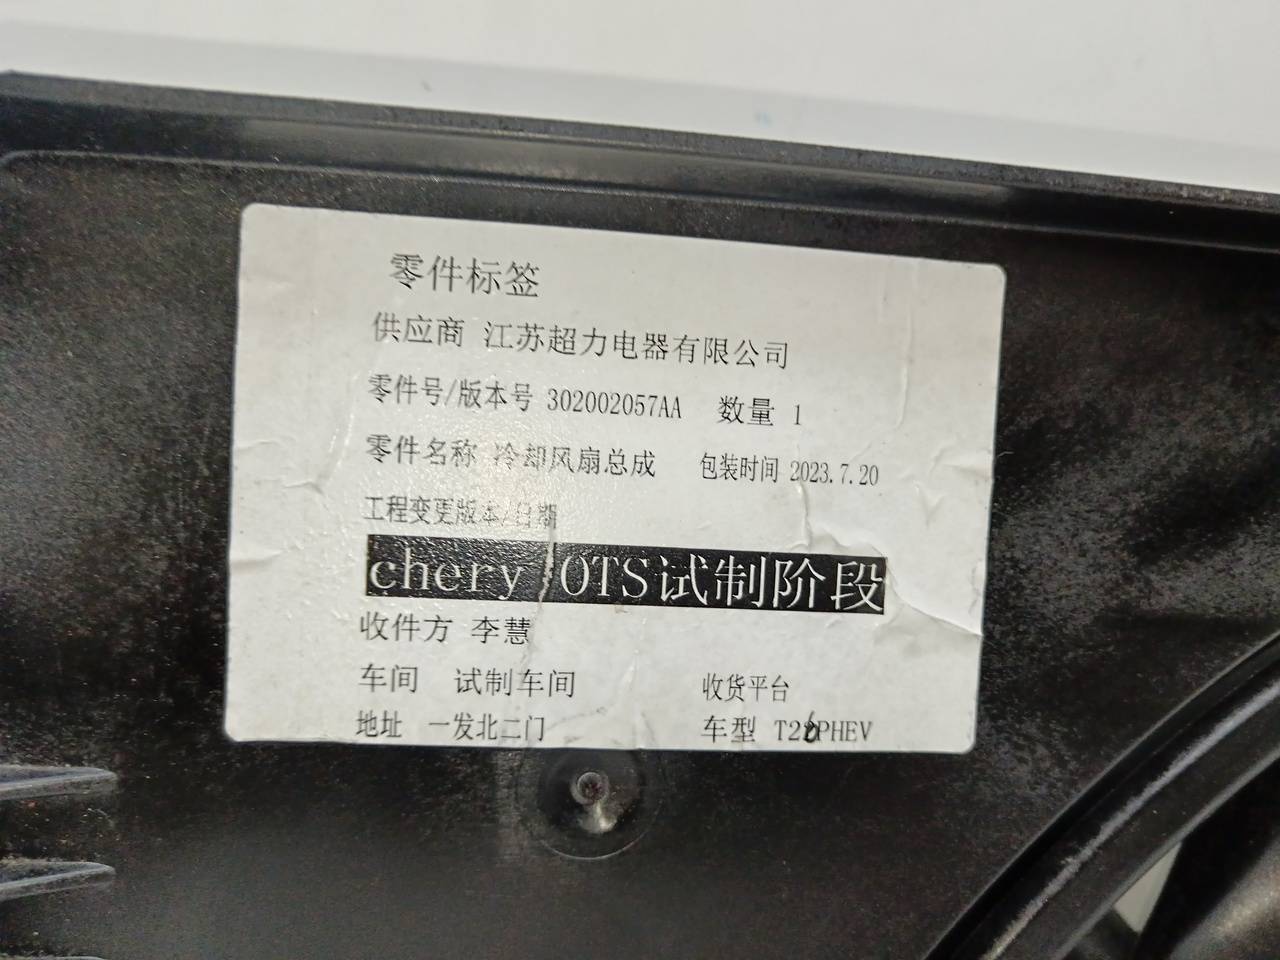 零件标签
供应商 江苏超力电器有限公司
零件号/版本号 302002057AA 数量 1
零件名称 冷却风扇总成 包装时间 2023.7.20
工程变更版本/日期
chery OTS试制阶段
收件方 李慧
车间 试制车间 收货平台
地址 一发北二门 车型